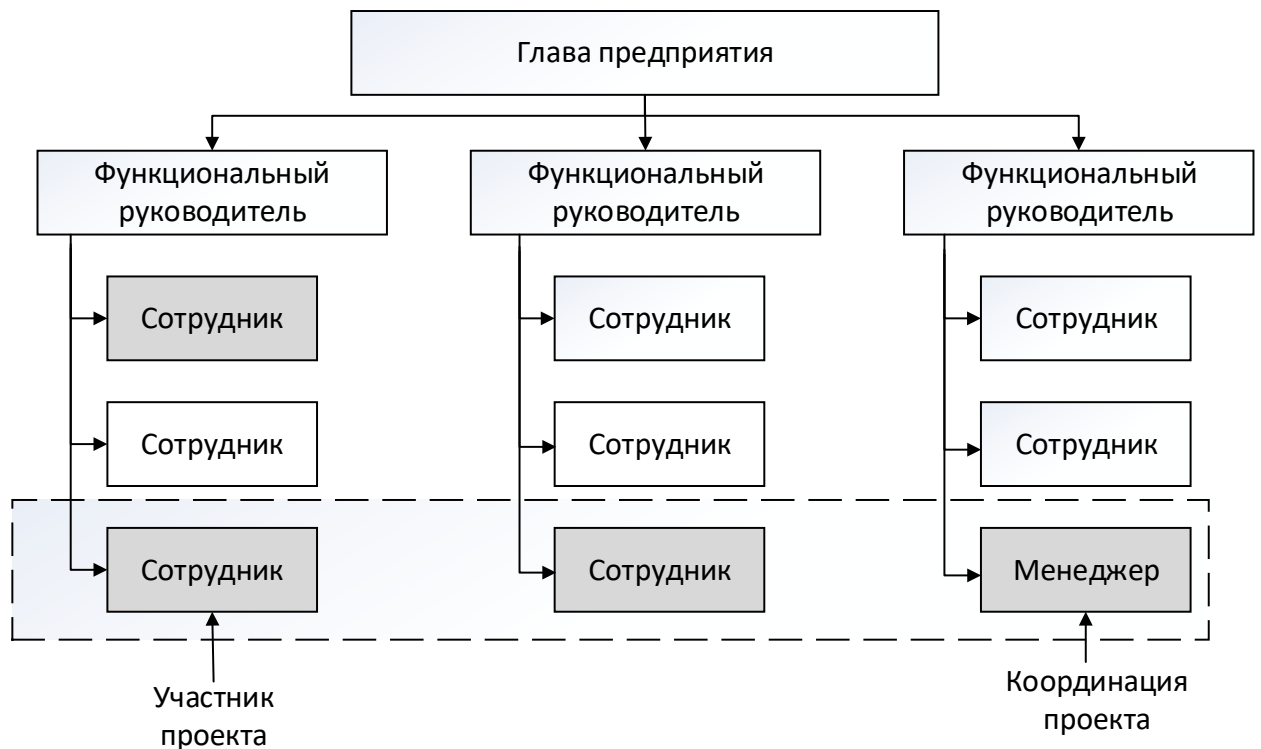 Глава предприятия
Функциональный
руководитель
Функциональный
руководитель
Функциональный
руководитель
Сотрудник
Сотрудник
Сотрудник
Сотрудник
Сотрудник
Сотрудник
Сотрудник
Сотрудник
Менеджер
Участник
проекта
Координация
проекта